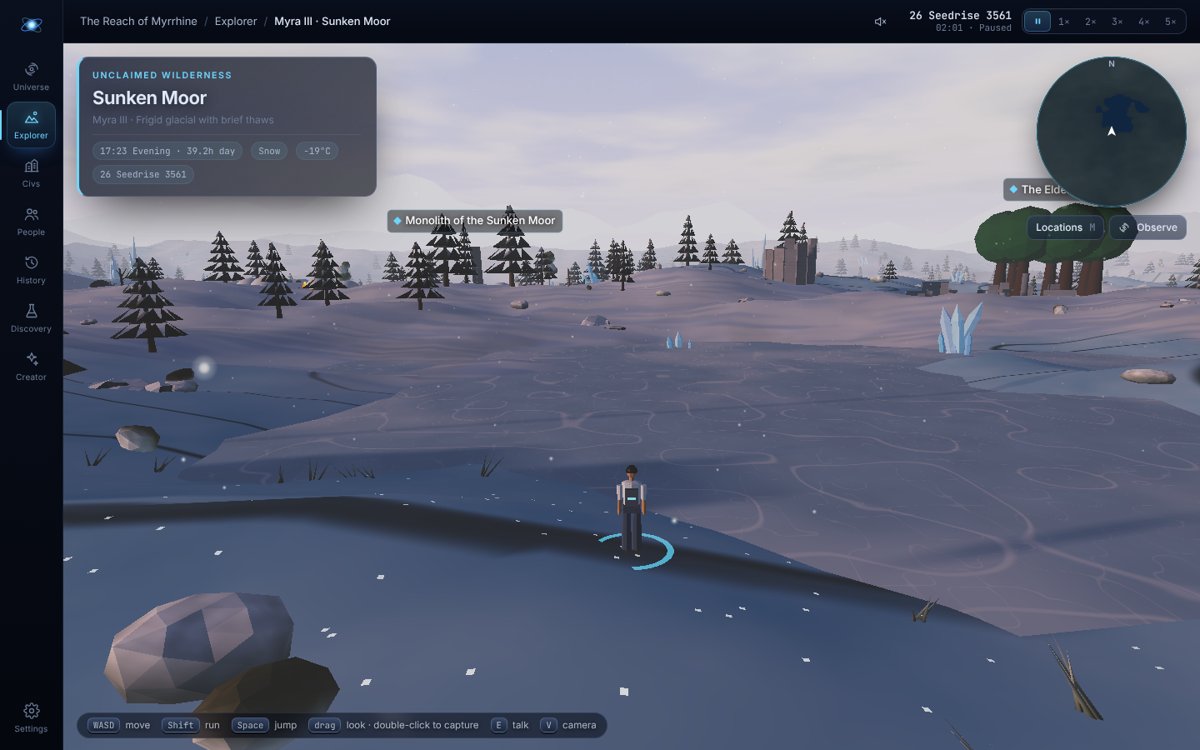 The Reach of Myrrhine / Explorer / Myra III · Sunken Moor
26 Seedrise 3561
02:01 · Paused
1× 2× 3× 4× 5×
Universe
Explorer
Civs
People
History
Discovery
Creator
Settings
UNCLAIMED WILDERNESS
Sunken Moor
Myra III · Frigid glacial with brief thaws
17:23 Evening · 39.2h day
Snow
-19°C
26 Seedrise 3561
N
Monolith of the Sunken Moor
The Elde
Locations M
Observe
WASD move Shift run Space jump drag look · double-click to capture E talk V camera